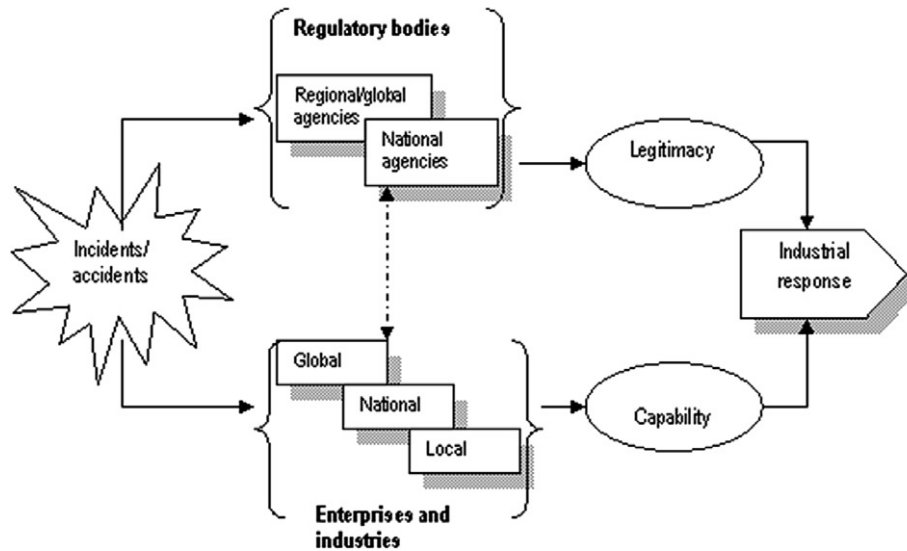 Regulatory bodies
Regional/global
agencies
National
agencies
Legitimacy
Incidents/
accidents
Industrial
response
Global
National
Local
Capability
Enterprises and
industries